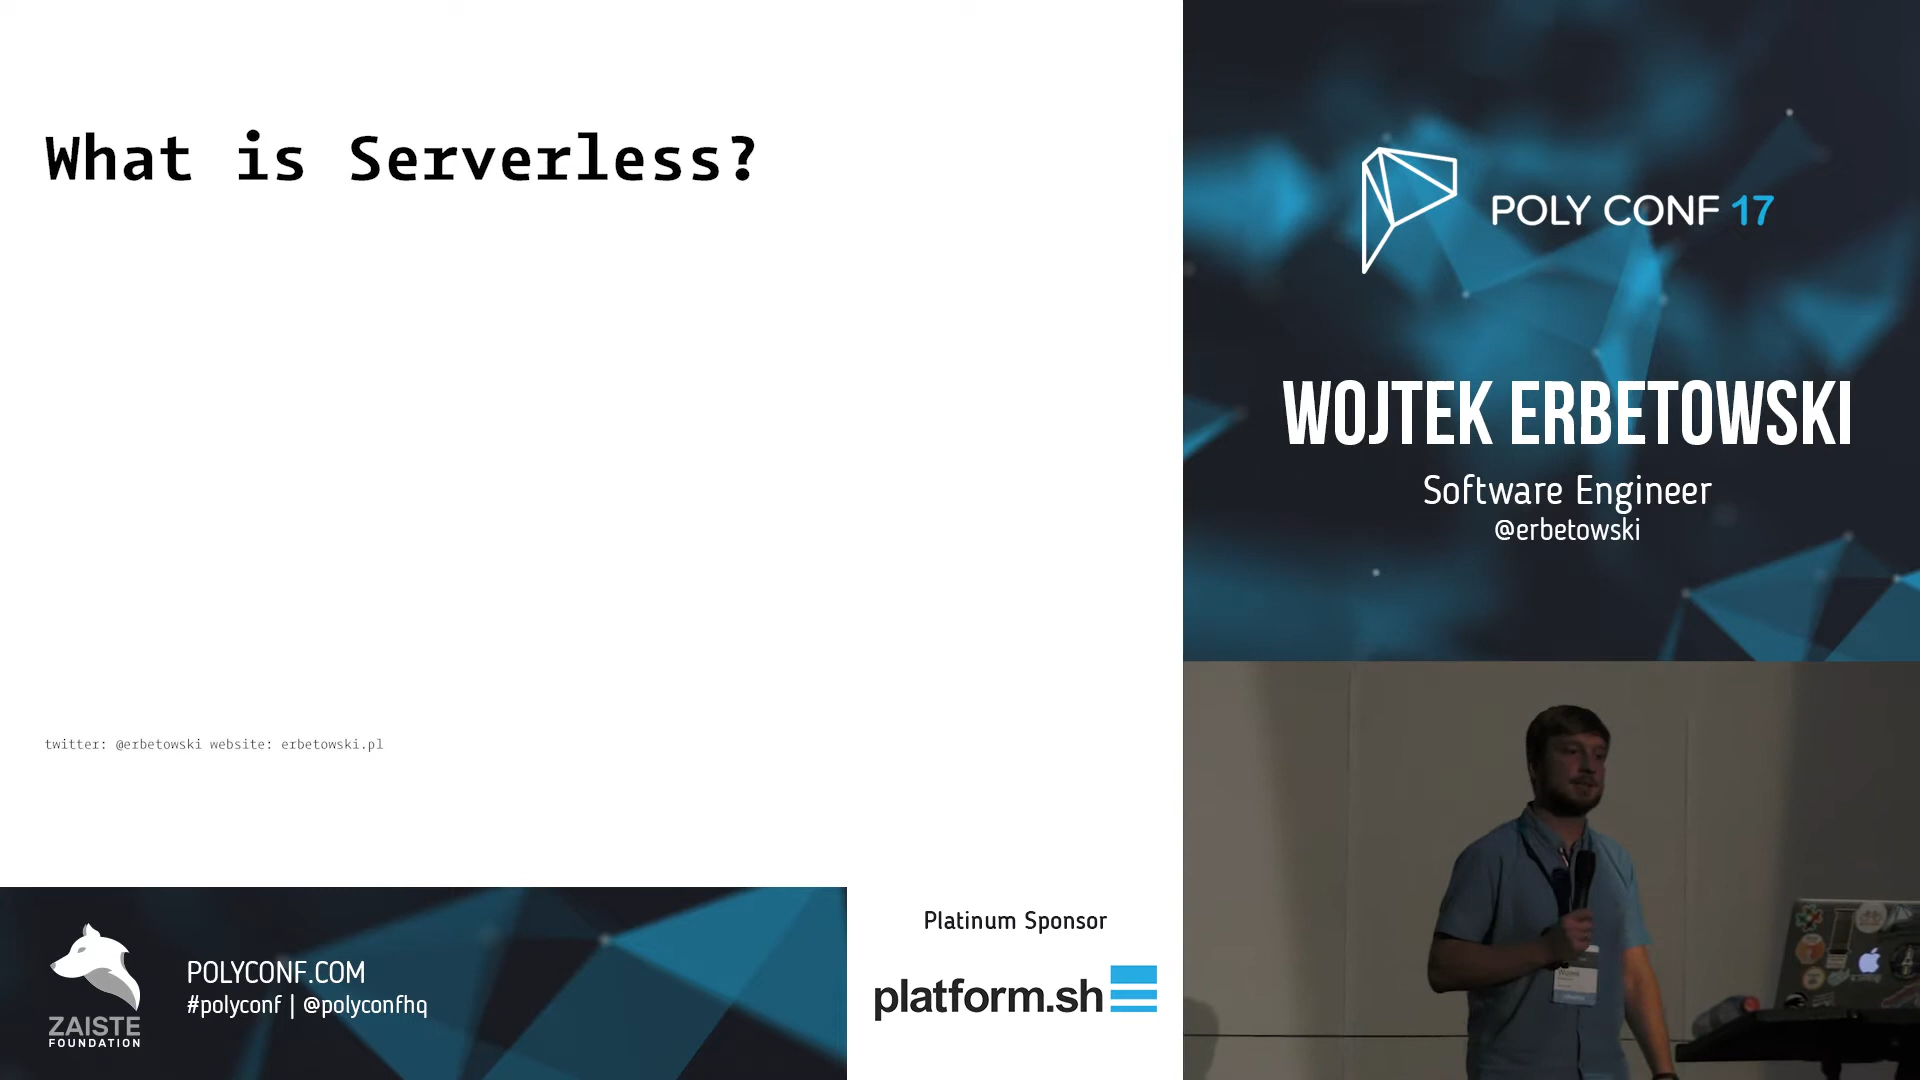 What is Serverless?
twitter: @erbetowski website: erbetowski.pl
POLY CONF 17
WOJTEK ERBETOWSKI
Software Engineer
@erbetowski
ZAISTE
FOUNDATION
POLYCONF.COM
#polyconf | @polyconfhq
Platinum Sponsor
platform.sh